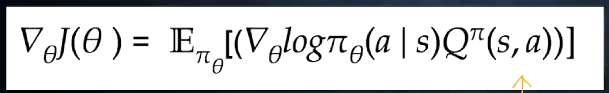 ∇θJ(θ ) = 𝔼πθ[(∇θlogπθ(a | s)Qπ(s, a))]